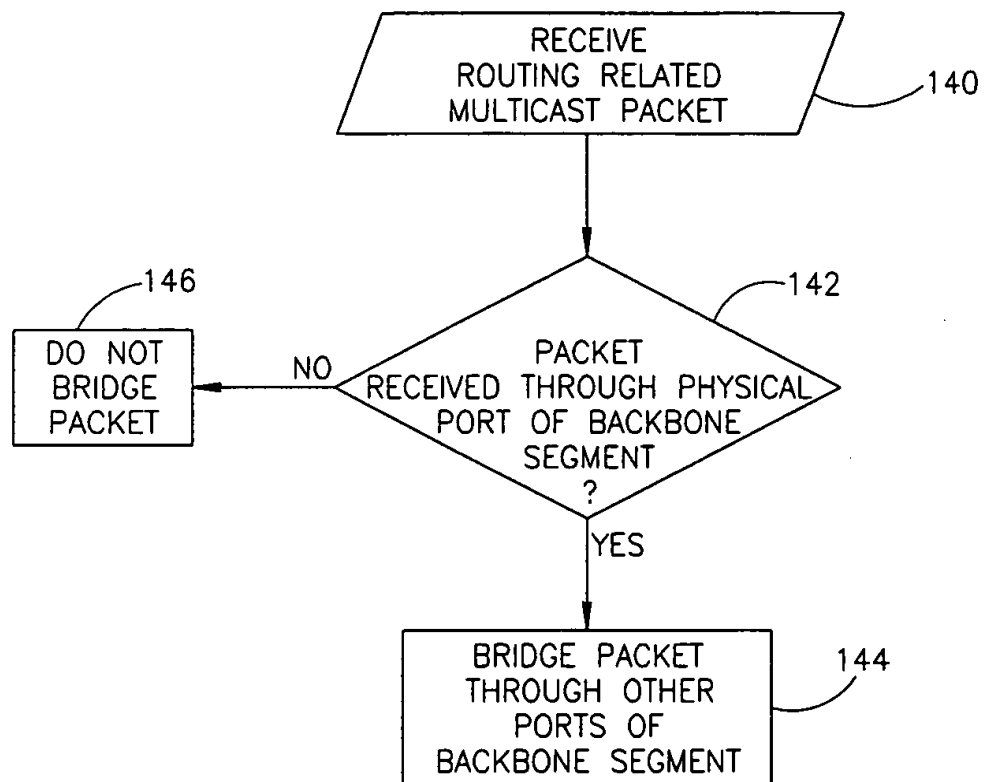 RECEIVE
ROUTING RELATED
MULTICAST PACKET
140
146
142
DO NOT
BRIDGE
PACKET
NO
PACKET
RECEIVED THROUGH PHYSICAL
PORT OF BACKBONE
SEGMENT
?
YES
BRIDGE PACKET
THROUGH OTHER
PORTS OF
BACKBONE SEGMENT
144